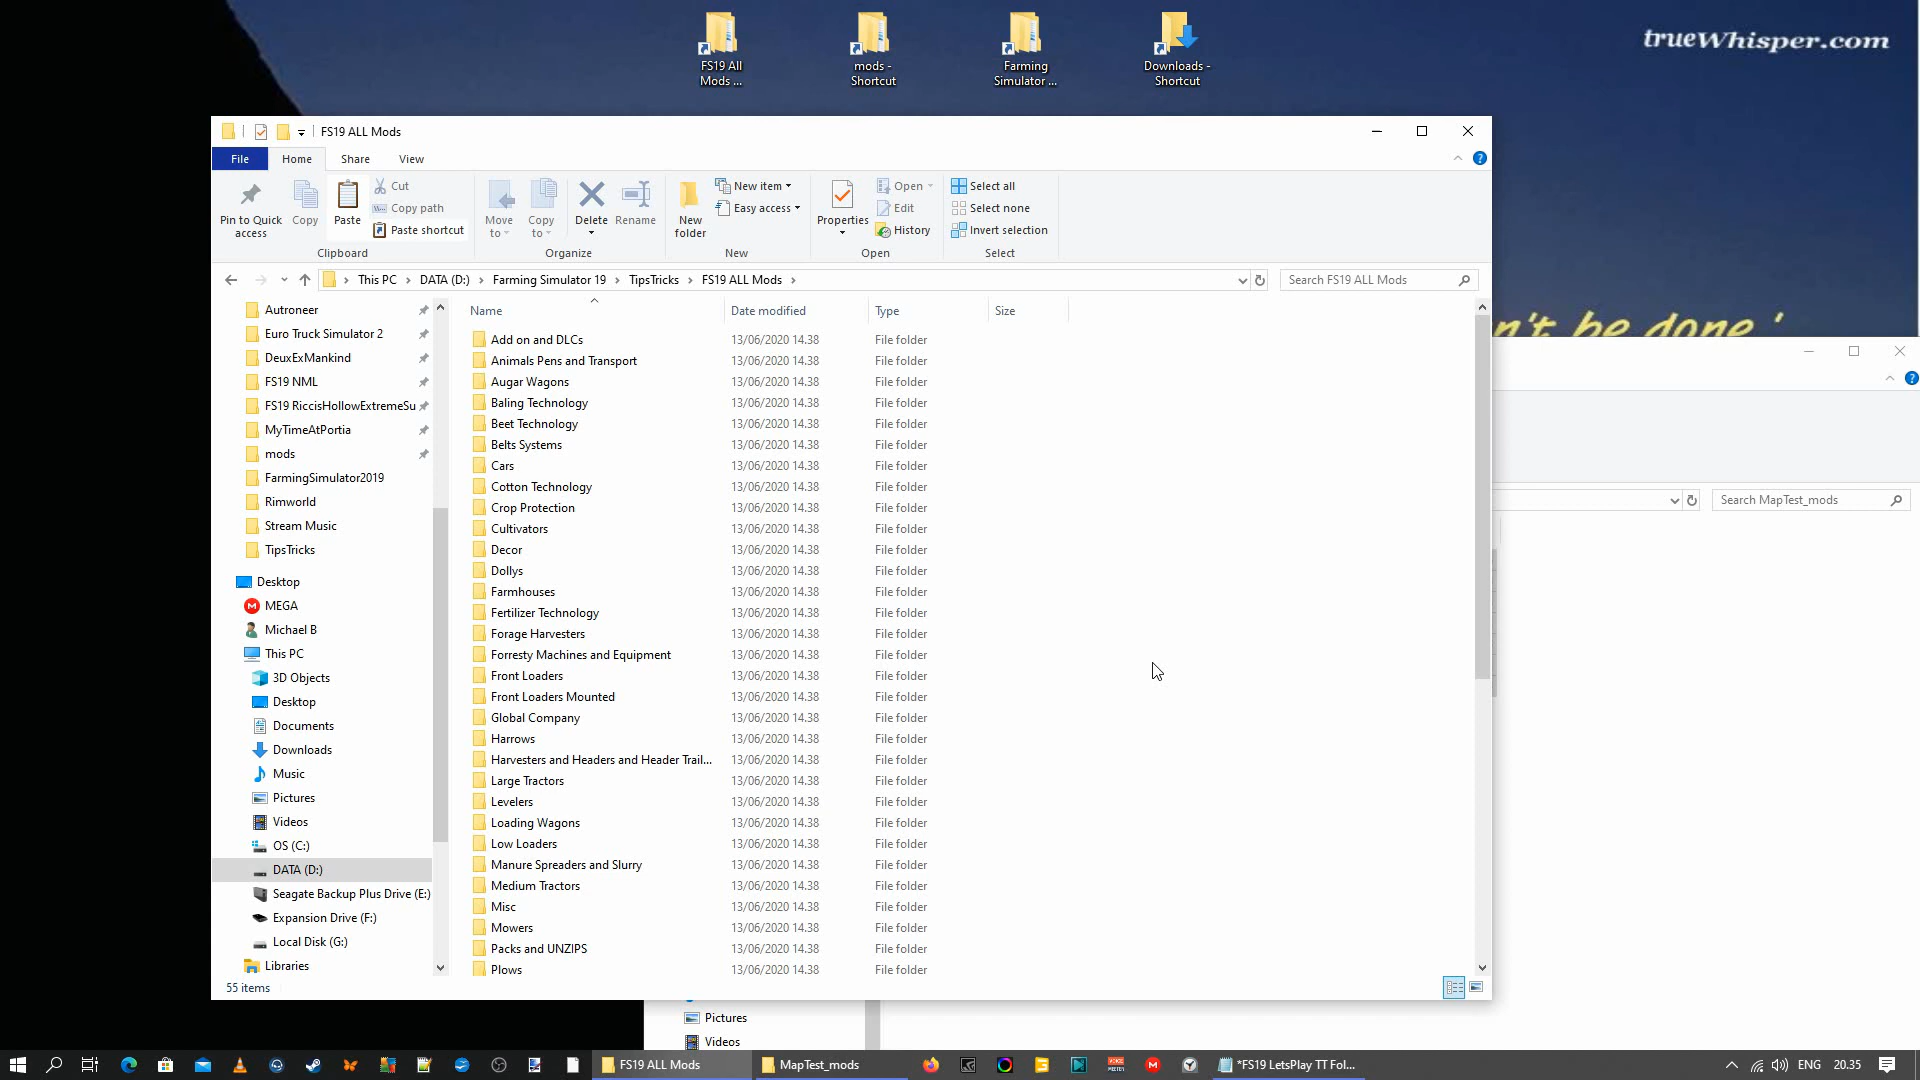 FS19 All
Mods ...
mods -
Shortcut
Farming
Simulator ...
Downloads -
Shortcut
trueWhisper.com
FS19 ALL Mods
File
Home
Share
View
Pin to Quick
access
Copy
Paste
Cut
Copy path
Paste shortcut
Clipboard
Move
to
Copy
to
Delete
Rename
Organize
New
folder
New item
Easy access
New
Properties
Open
Edit
History
Open
Select all
Select none
Invert selection
Select
This PC
DATA (D:)
Farming Simulator 19
TipsTricks
FS19 ALL Mods
Search FS19 ALL Mods
n't be done '
Search MapTest_mods
Autroneer
Euro Truck Simulator 2
DeuxExMankind
FS19 NML
FS19 RiccisHollowExtremeSu
MyTimeAtPortia
mods
FarmingSimulator2019
Rimworld
Stream Music
TipsTricks
Desktop
MEGA
Michael B
This PC
3D Objects
Desktop
Documents
Downloads
Music
Pictures
Videos
OS (C:)
DATA (D:)
Seagate Backup Plus Drive (E:)
Expansion Drive (F:)
Local Disk (G:)
Libraries
Name Date modified Type Size
Add on and DLCs 13/06/2020 14.38 File folder
Animals Pens and Transport 13/06/2020 14.38 File folder
Augar Wagons 13/06/2020 14.38 File folder
Baling Technology 13/06/2020 14.38 File folder
Beet Technology 13/06/2020 14.38 File folder
Belts Systems 13/06/2020 14.38 File folder
Cars 13/06/2020 14.38 File folder
Cotton Technology 13/06/2020 14.38 File folder
Crop Protection 13/06/2020 14.38 File folder
Cultivators 13/06/2020 14.38 File folder
Decor 13/06/2020 14.38 File folder
Dollys 13/06/2020 14.38 File folder
Farmhouses 13/06/2020 14.38 File folder
Fertilizer Technology 13/06/2020 14.38 File folder
Forage Harvesters 13/06/2020 14.38 File folder
Forresty Machines and Equipment 13/06/2020 14.38 File folder
Front Loaders 13/06/2020 14.38 File folder
Front Loaders Mounted 13/06/2020 14.38 File folder
Global Company 13/06/2020 14.38 File folder
Harrows 13/06/2020 14.38 File folder
Harvesters and Headers and Header Trail... 13/06/2020 14.38 File folder
Large Tractors 13/06/2020 14.38 File folder
Levelers 13/06/2020 14.38 File folder
Loading Wagons 13/06/2020 14.38 File folder
Low Loaders 13/06/2020 14.38 File folder
Manure Spreaders and Slurry 13/06/2020 14.38 File folder
Medium Tractors 13/06/2020 14.38 File folder
Misc 13/06/2020 14.38 File folder
Mowers 13/06/2020 14.38 File folder
Packs and UNZIPS 13/06/2020 14.38 File folder
Plows 13/06/2020 14.38 File folder
55 items
Pictures
Videos
FS19 ALL Mods
MapTest_mods
*FS19 LetsPlay TT Fol...
ENG
20.35